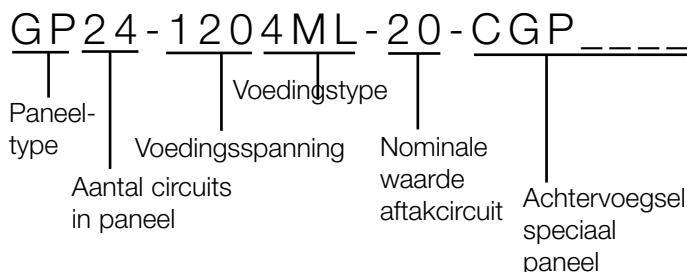 GP24-1204ML-20-CGP____
Voedingstype
Paneel-
type
Voedingsspanning
Aantal circuits
in paneel
Nominale
waarde
aftakcircuit
Achtervoegsel
speciaal
paneel